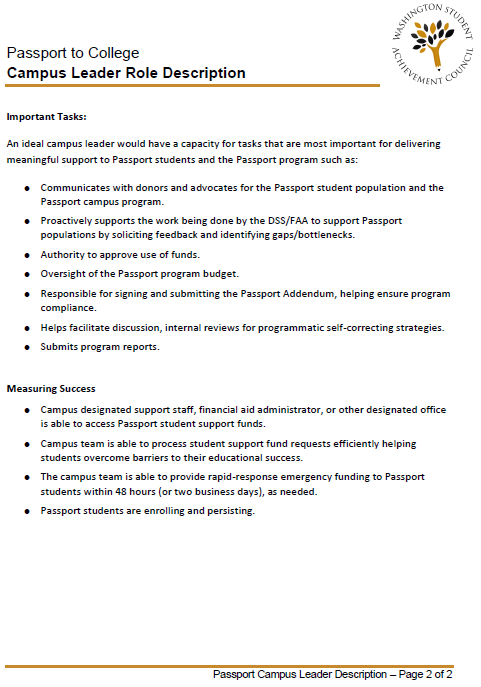 WASHINGTON STUDENT
ACHIEVEMENT COUNCIL
Passport to College
Campus Leader Role Description
Important Tasks:
An ideal campus leader would have a capacity for tasks that are most important for delivering
meaningful support to Passport students and the Passport program such as:
● Communicates with donors and advocates for the Passport student population and the
Passport campus program.
● Proactively supports the work being done by the DSS/FAA to support Passport
populations by soliciting feedback and identifying gaps/bottlenecks.
● Authority to approve use of funds.
● Oversight of the Passport program budget.
● Responsible for signing and submitting the Passport Addendum, helping ensure program
compliance.
● Helps facilitate discussion, internal reviews for programmatic self-correcting strategies.
● Submits program reports.
Measuring Success
● Campus designated support staff, financial aid administrator, or other designated office
is able to access Passport student support funds.
● Campus team is able to process student support fund requests efficiently helping
students overcome barriers to their educational success.
● The campus team is able to provide rapid-response emergency funding to Passport
students within 48 hours (or two business days), as needed.
● Passport students are enrolling and persisting.
Passport Campus Leader Description – Page 2 of 2